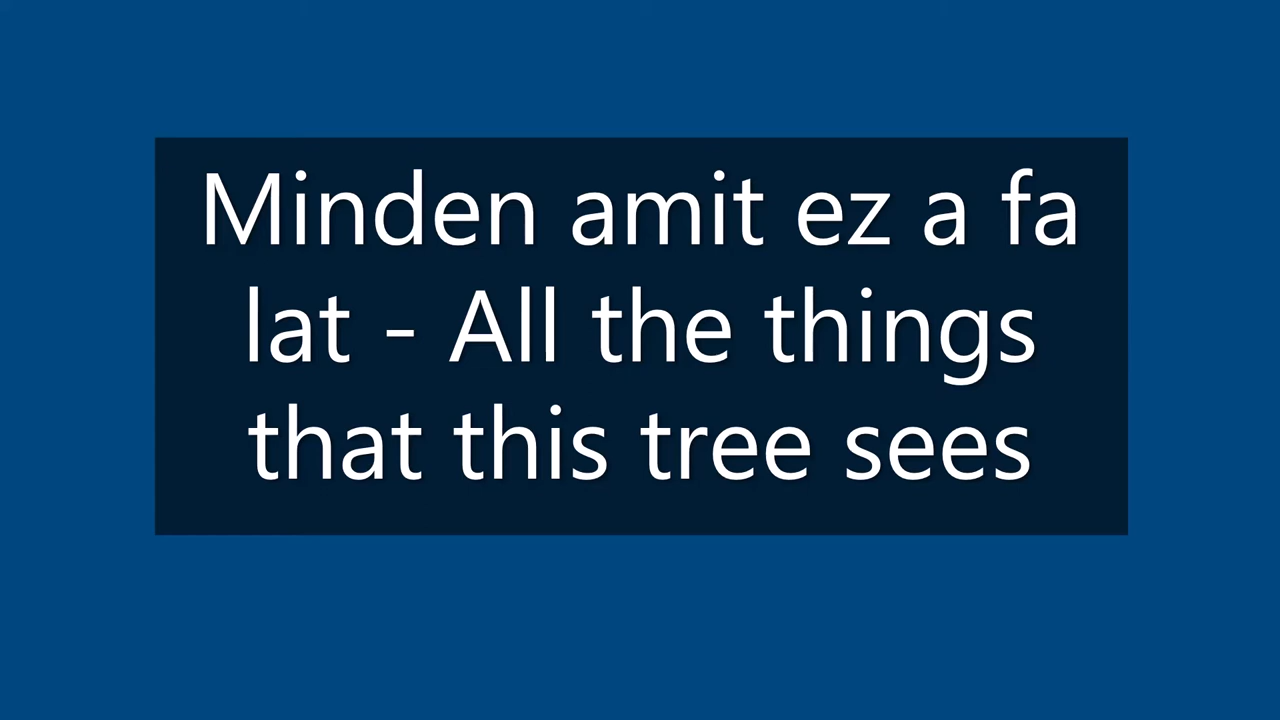 Minden amit ez a fa
lat - All the things
that this tree sees